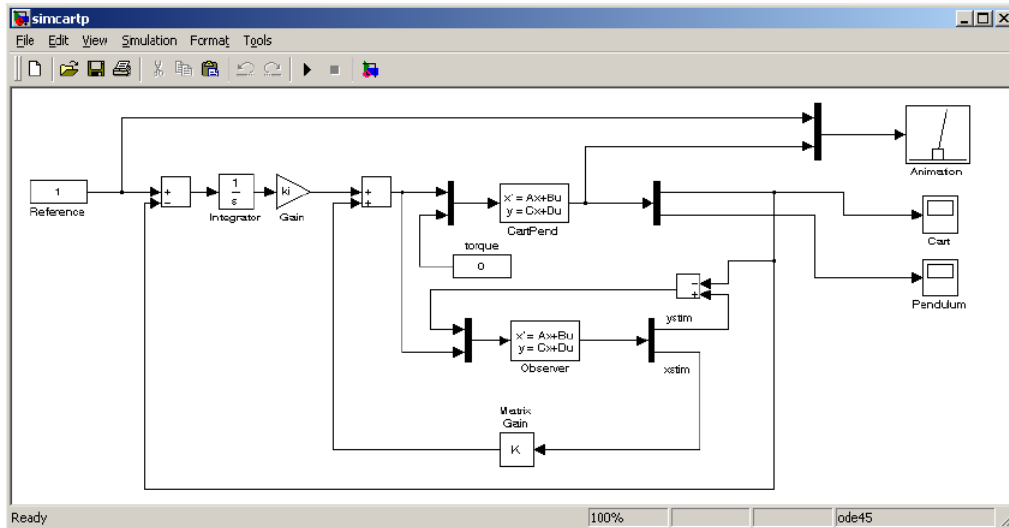 simcartp
File Edit View Simulation Format Tools
1
Reference
+
−
1
s
Integrator
ki
Gain
+
+
x' = Ax+Bu
y = Cx+Du
CartPend
torque
0
Animation
Cart
Pendulum
−
+
ystim
x' = Ax+Bu
y = Cx+Du
Observer
xstim
Matrix
Gain
K
Ready 100% ode45